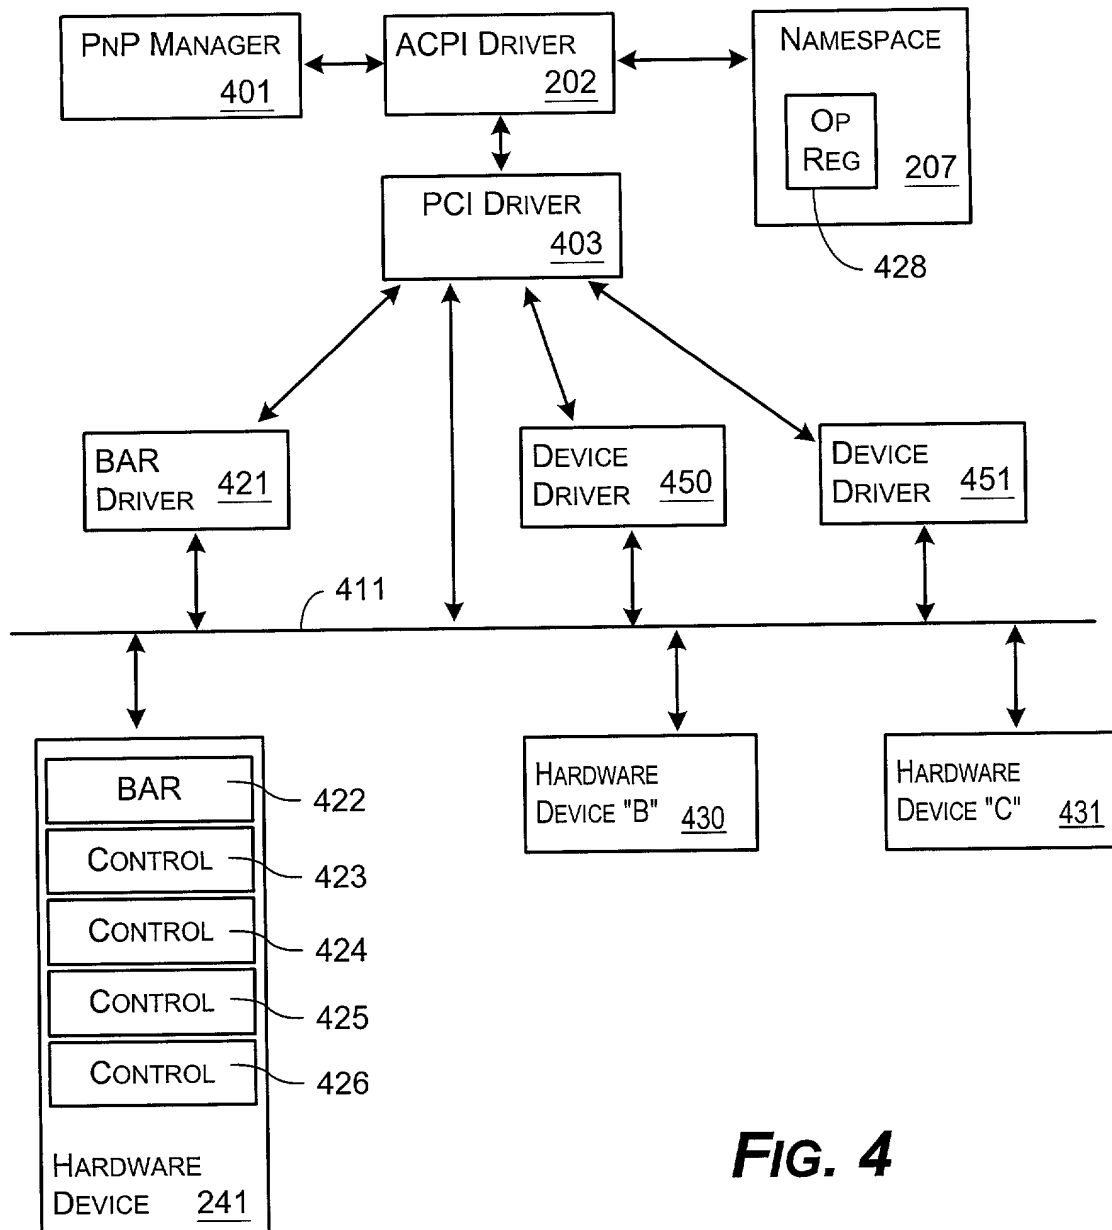 PNP MANAGER
401
ACPI DRIVER
202
NAMESPACE
OP
REG
207
428
PCI DRIVER
403
BAR
DRIVER
421
DEVICE
DRIVER
450
DEVICE
DRIVER
451
411
BAR
422
CONTROL
423
CONTROL
424
CONTROL
425
CONTROL
426
HARDWARE
DEVICE
241
HARDWARE
DEVICE "B"
430
HARDWARE
DEVICE "C"
431
FIG. 4